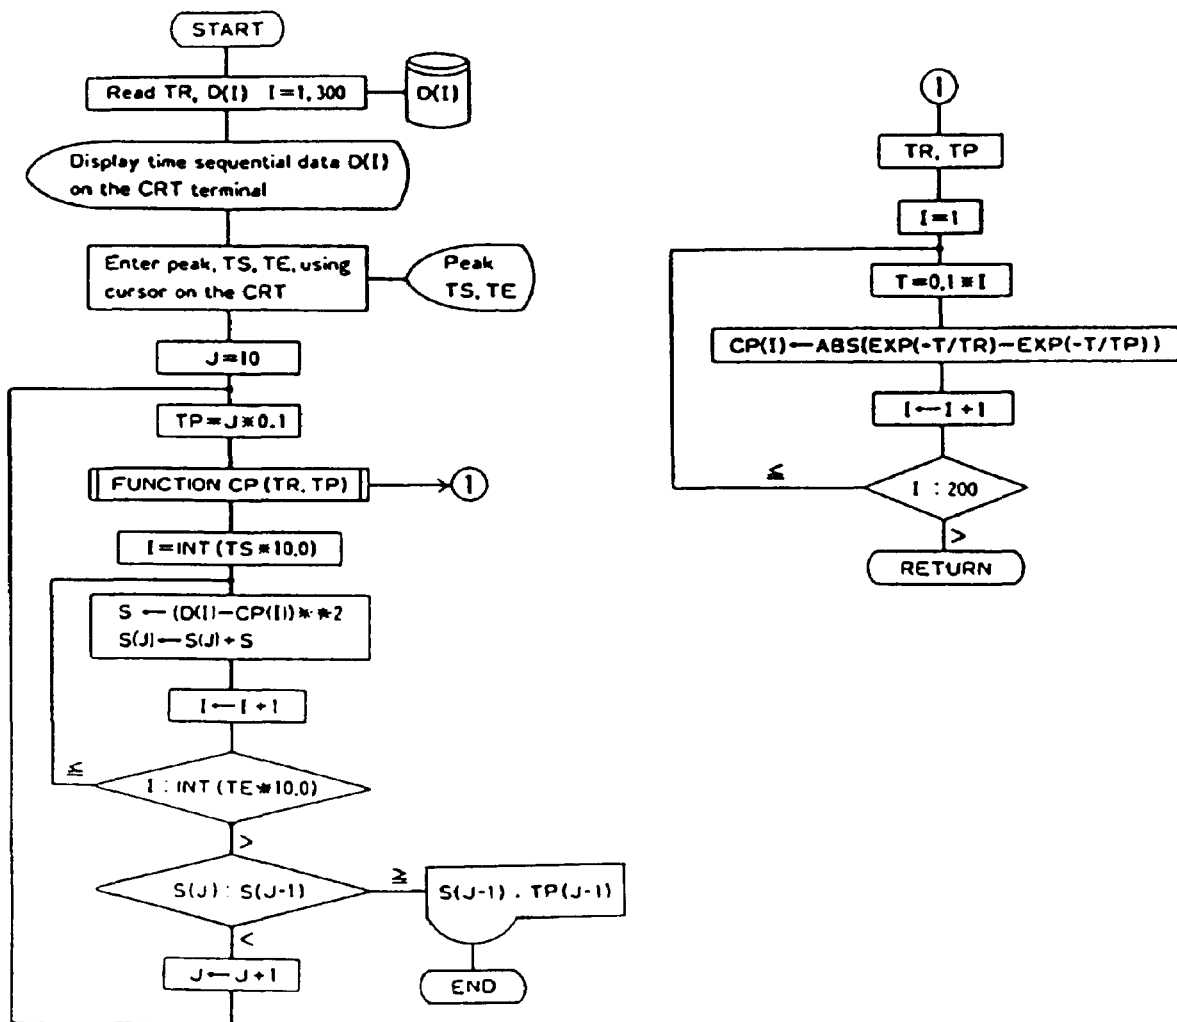 START
Read TR, D(I) I=1,300
D(I)
Display time sequential data D(I)
on the CRT terminal
Enter peak, TS, TE, using
cursor on the CRT
Peak
TS, TE
J=10
TP=J*0.1
FUNCTION CP(TR, TP)
1
I=INT(TS*10.0)
S←(D(I)-CP(I))**2
S(J)←S(J)+S
I←I+1
≦
I : INT(TE*10.0)
>
S(J) : S(J-1)
≧
S(J-1) . TP(J-1)
<
J←J+1
END
1
TR, TP
I=1
T=0.1*I
CP(I)←ABS(EXP(-T/TR)-EXP(-T/TP))
I←I+1
≦
I : 200
>
RETURN